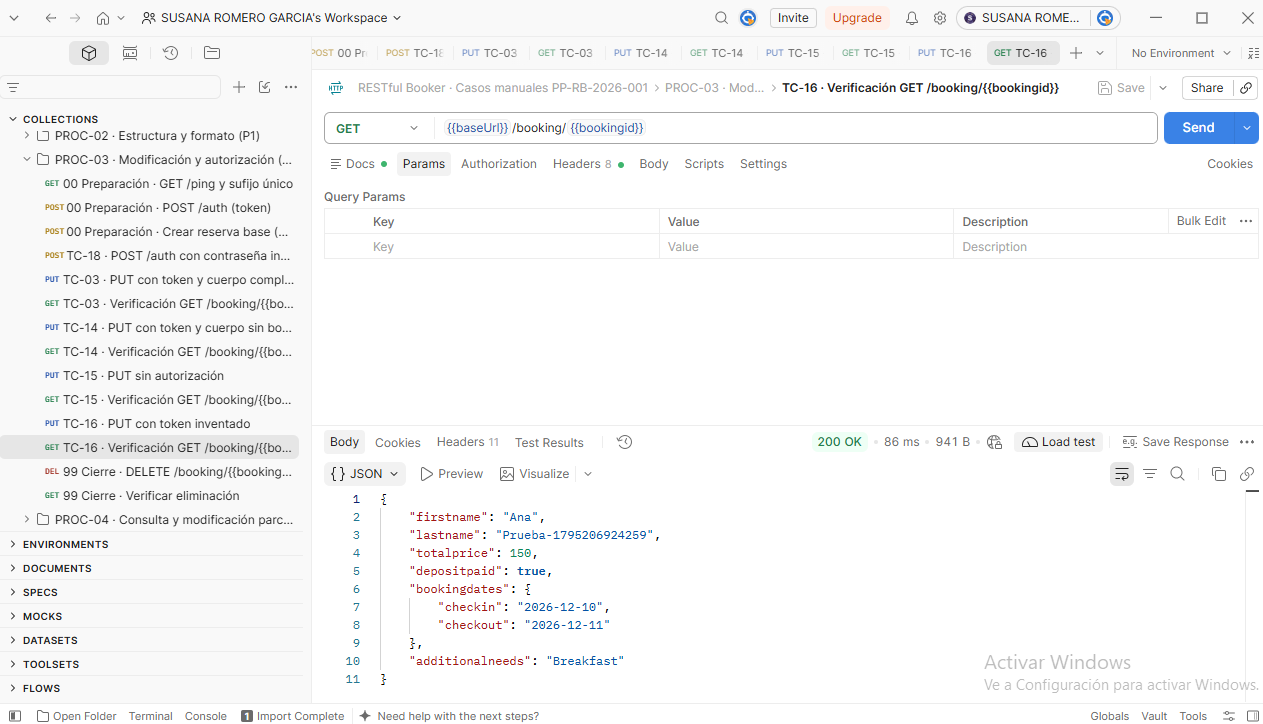 SUSANA ROMERO GARCIA's Workspace
Invite
Upgrade
S
SUSANA ROME...
POST 00 Pr
POST TC-18
PUT TC-03
GET TC-03
PUT TC-14
GET TC-14
PUT TC-15
GET TC-15
PUT TC-16
GET TC-16
No Environment
HTTP
RESTful Booker · Casos manuales PP-RB-2026-001 > PROC-03 · Mod... > TC-16 · Verificación GET /booking/{{bookingid}}
Save
Share
COLLECTIONS
PROC-02 · Estructura y formato (P1)
PROC-03 · Modificación y autorización (...
GET 00 Preparación · GET /ping y sufijo único
POST 00 Preparación · POST /auth (token)
POST 00 Preparación · Crear reserva base (...
POST TC-18 · POST /auth con contraseña in...
PUT TC-03 · PUT con token y cuerpo compl...
GET TC-03 · Verificación GET /booking/{{bo...
PUT TC-14 · PUT con token y cuerpo sin bo...
GET TC-14 · Verificación GET /booking/{{bo...
PUT TC-15 · PUT sin autorización
GET TC-15 · Verificación GET /booking/{{bo...
PUT TC-16 · PUT con token inventado
GET TC-16 · Verificación GET /booking/{{bo...
DEL 99 Cierre · DELETE /booking/{{booking...
GET 99 Cierre · Verificar eliminación
PROC-04 · Consulta y modificación parc...
ENVIRONMENTS
DOCUMENTS
SPECS
MOCKS
DATASETS
TOOLSETS
FLOWS
GET
{{baseUrl}} /booking/ {{bookingid}}
Send
Docs
Params
Authorization
Headers 8
Body
Scripts
Settings
Cookies
Query Params
Key
Value
Description
Bulk Edit
Key
Value
Description
Body
Cookies
Headers 11
Test Results
200 OK
86 ms
941 B
Load test
e.g. Save Response
{ } JSON
Preview
Visualize
1 {
2 "firstname": "Ana",
3 "lastname": "Prueba-1795206924259",
4 "totalprice": 150,
5 "depositpaid": true,
6 "bookingdates": {
7 "checkin": "2026-12-10",
8 "checkout": "2026-12-11"
9 },
10 "additionalneeds": "Breakfast"
11 }
Activar Windows
Ve a Configuración para activar Windows.
Open Folder
Terminal
Console
1 Import Complete
Need help with the next steps?
Globals
Vault
Tools